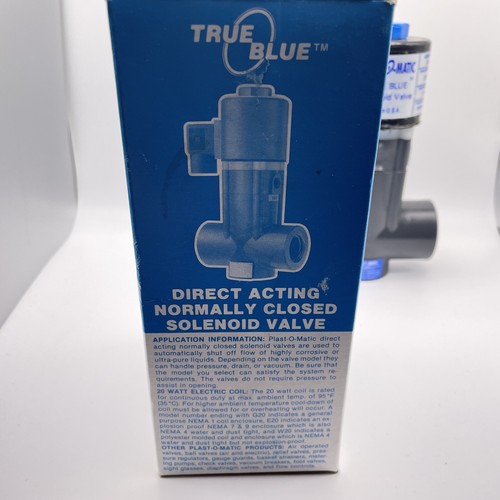 TRUE
BLUE™
DIRECT ACTING
NORMALLY CLOSED
SOLENOID VALVE
APPLICATION INFORMATION: Plast-O-Matic direct
acting normally closed solenoid valves are used to
automatically shut off flow of highly corrosive or
ultra-pure liquids. Depending on the valve model they
can handle pressure, drain, or vacuum. Be sure that
the model you select can satisfy the system re-
quirements. The valves do not require pressure to
assist in opening.
20 WATT ELECTRIC COIL: The 20 watt coil is rated
for continuous duty at max. ambient temp. of 95°F
(35°C). For higher ambient temperature cool-down of
coil must be allowed for or overheating will occur. A
model number ending with G20 indicates a general
purpose NEMA 1 coil enclosure, E20 indicates an ex-
plosion proof NEMA 7 & 9 enclosure which is also
NEMA 4 water and dust tight, and W20 indicates a
polyester molded coil and enclosure which is NEMA 4
water and dust tight but not explosion-proof.
OTHER PLAST-O-MATIC PRODUCTS: Air operated
valves, ball valves (air and electric), relief valves, pres-
sure regulators, gauge guards, basket strainers, meter-
ing pumps, check valves, vacuum breakers, foot valves,
sight glasses, diaphragm valves, and flow controls.
O-MATIC
BLUE
Valve